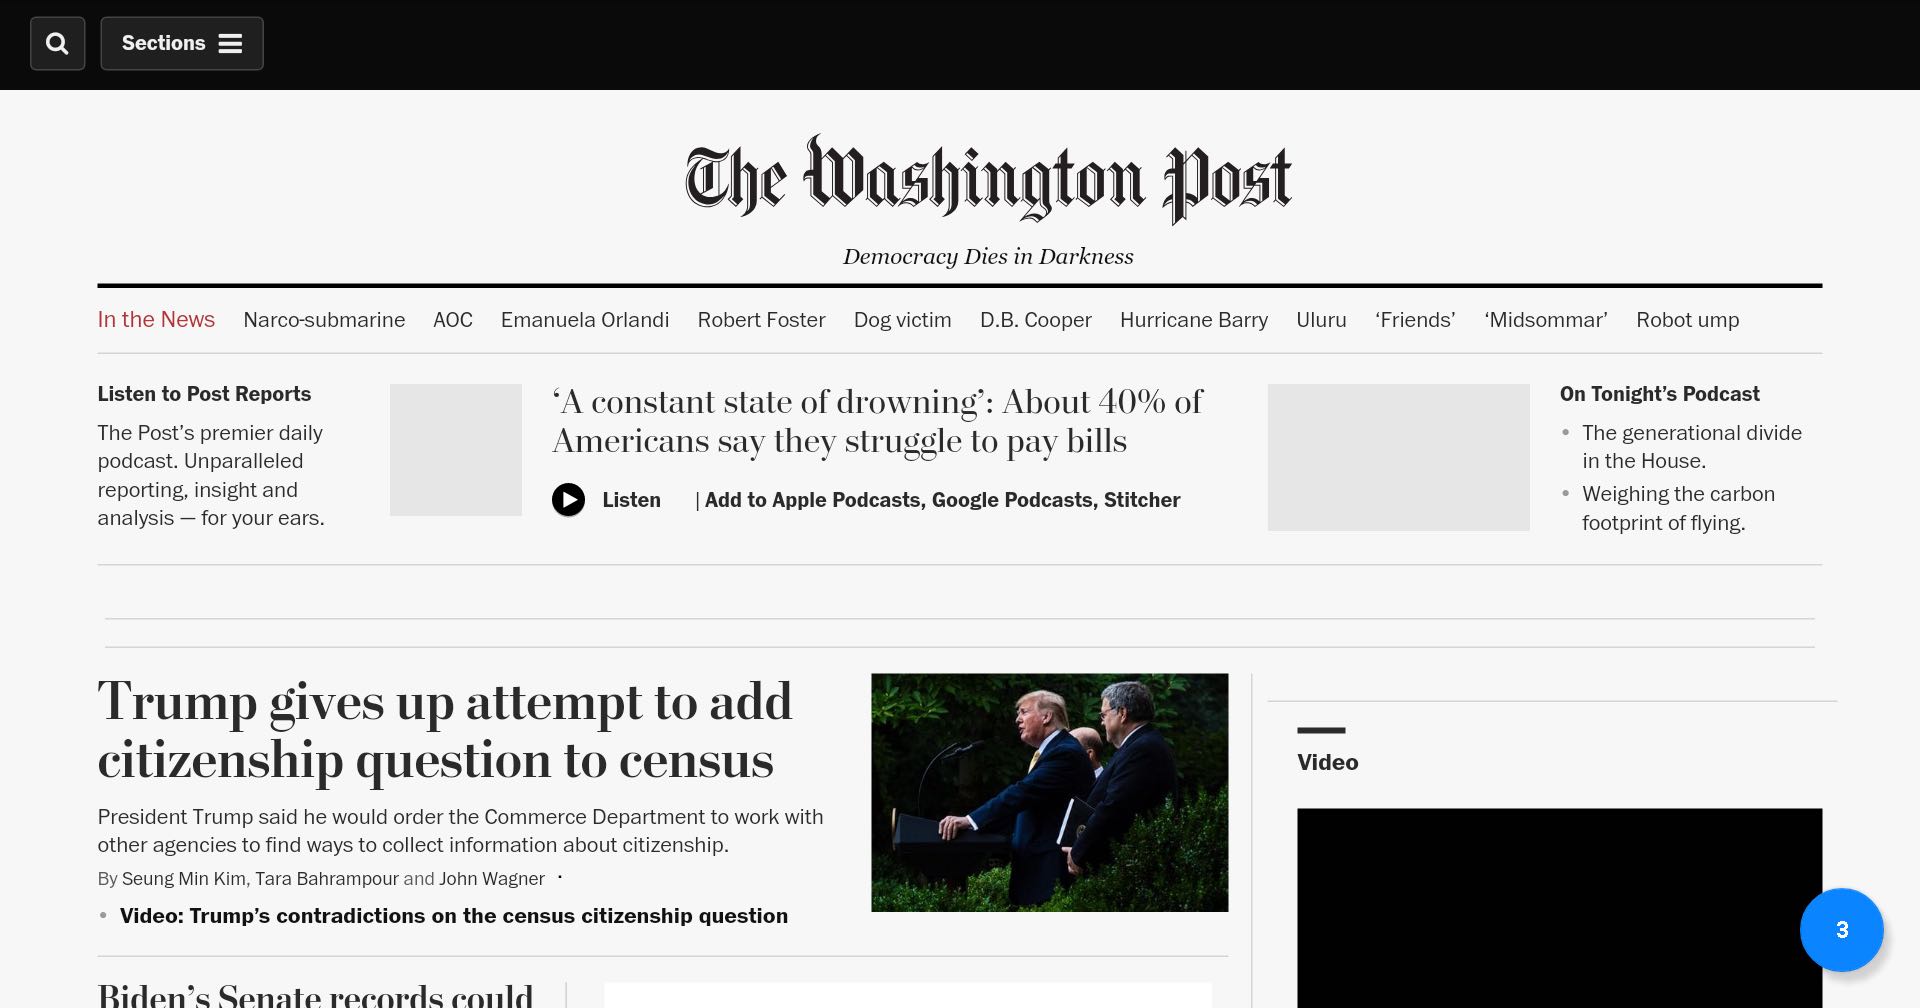 Sections
The Washington Post
Democracy Dies in Darkness
In the News Narco-submarine AOC Emanuela Orlandi Robert Foster Dog victim D.B. Cooper Hurricane Barry Uluru ‘Friends’ ‘Midsommar’ Robot ump
Listen to Post Reports
The Post’s premier daily
podcast. Unparalleled
reporting, insight and
analysis — for your ears.
‘A constant state of drowning’: About 40% of
Americans say they struggle to pay bills
Listen | Add to Apple Podcasts, Google Podcasts, Stitcher
On Tonight’s Podcast
• The generational divide
in the House.
• Weighing the carbon
footprint of flying.
Trump gives up attempt to add
citizenship question to census
President Trump said he would order the Commerce Department to work with
other agencies to find ways to collect information about citizenship.
By Seung Min Kim, Tara Bahrampour and John Wagner ·
• Video: Trump’s contradictions on the census citizenship question
Video
3
Biden’s Senate records could